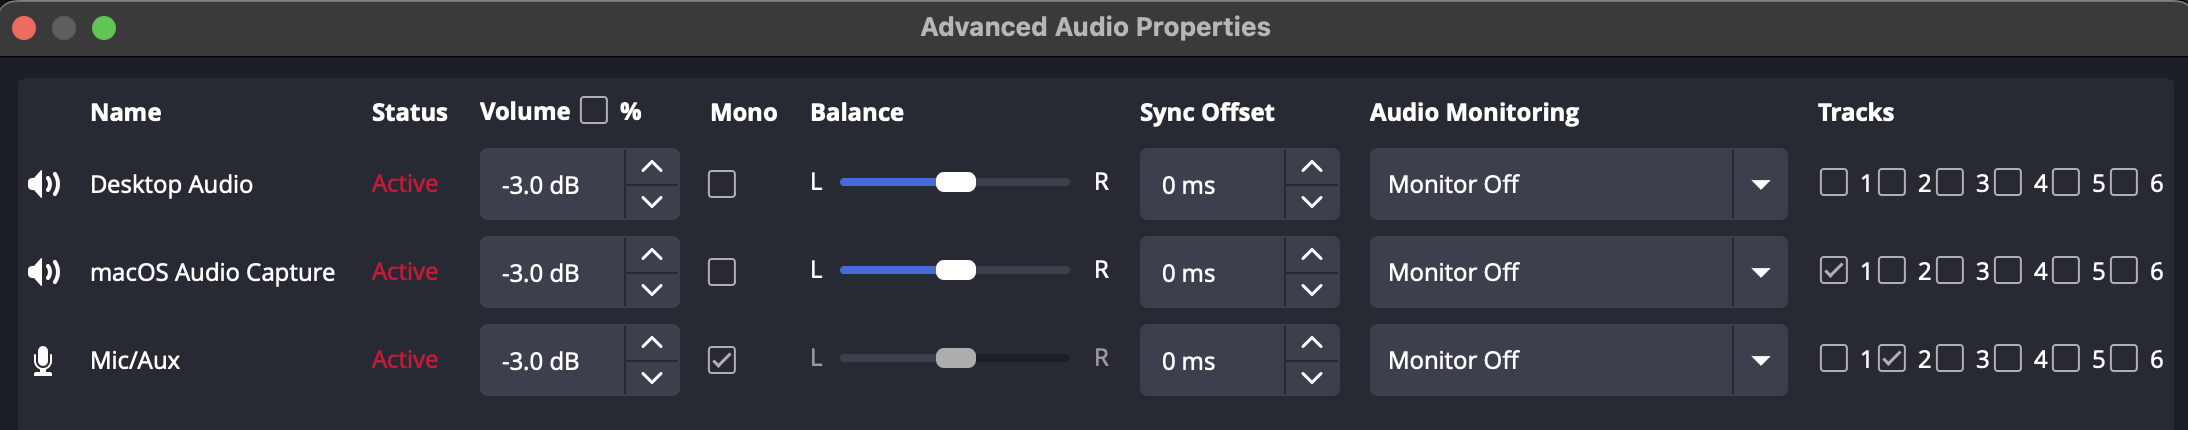 Advanced Audio Properties
Name Status Volume % Mono Balance Sync Offset Audio Monitoring Tracks
Desktop Audio Active -3.0 dB L R 0 ms Monitor Off 1 2 3 4 5 6
macOS Audio Capture Active -3.0 dB L R 0 ms Monitor Off 1 2 3 4 5 6
Mic/Aux Active -3.0 dB L R 0 ms Monitor Off 1 2 3 4 5 6